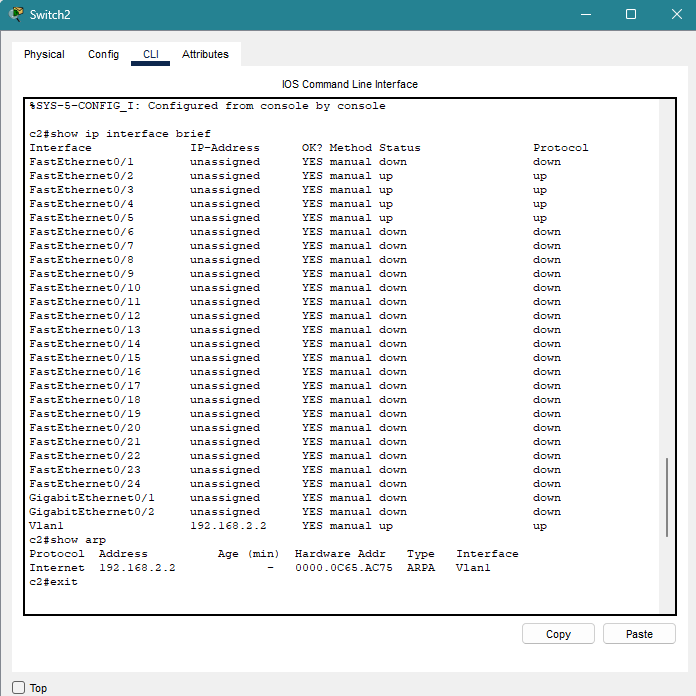 Switch2
Physical Config CLI Attributes
IOS Command Line Interface
%SYS-5-CONFIG_I: Configured from console by console
c2#show ip interface brief
Interface IP-Address OK? Method Status Protocol
FastEthernet0/1 unassigned YES manual down down
FastEthernet0/2 unassigned YES manual up up
FastEthernet0/3 unassigned YES manual up up
FastEthernet0/4 unassigned YES manual up up
FastEthernet0/5 unassigned YES manual up up
FastEthernet0/6 unassigned YES manual down down
FastEthernet0/7 unassigned YES manual down down
FastEthernet0/8 unassigned YES manual down down
FastEthernet0/9 unassigned YES manual down down
FastEthernet0/10 unassigned YES manual down down
FastEthernet0/11 unassigned YES manual down down
FastEthernet0/12 unassigned YES manual down down
FastEthernet0/13 unassigned YES manual down down
FastEthernet0/14 unassigned YES manual down down
FastEthernet0/15 unassigned YES manual down down
FastEthernet0/16 unassigned YES manual down down
FastEthernet0/17 unassigned YES manual down down
FastEthernet0/18 unassigned YES manual down down
FastEthernet0/19 unassigned YES manual down down
FastEthernet0/20 unassigned YES manual down down
FastEthernet0/21 unassigned YES manual down down
FastEthernet0/22 unassigned YES manual down down
FastEthernet0/23 unassigned YES manual down down
FastEthernet0/24 unassigned YES manual down down
GigabitEthernet0/1 unassigned YES manual down down
GigabitEthernet0/2 unassigned YES manual down down
Vlan1 192.168.2.2 YES manual up up
c2#show arp
Protocol Address Age (min) Hardware Addr Type Interface
Internet 192.168.2.2 - 0000.0C65.AC75 ARPA Vlan1
c2#exit
Copy Paste
Top